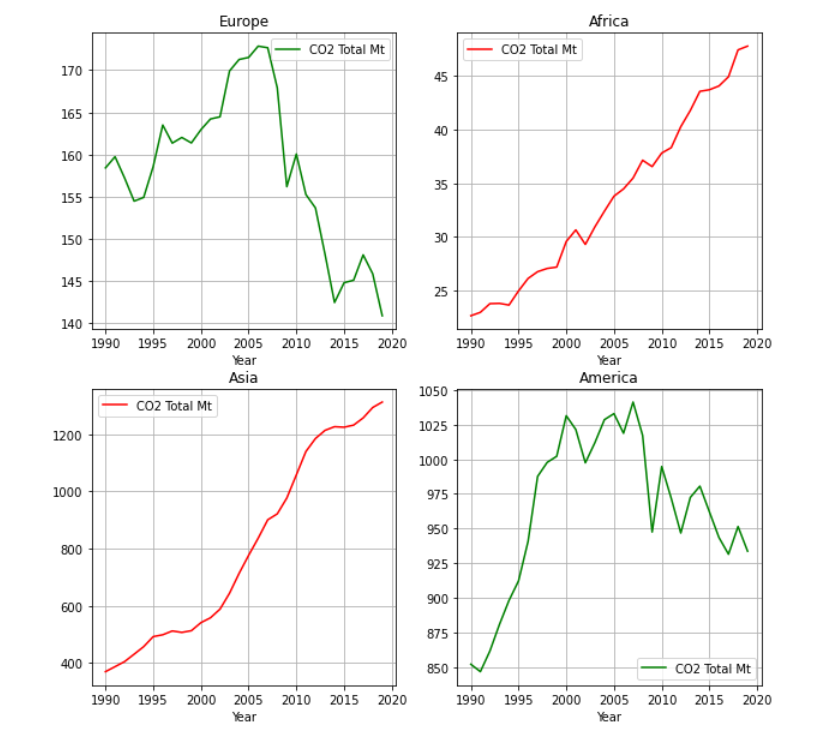 Europe
CO2 Total Mt
170
165
160
155
150
145
140
1990 1995 2000 2005 2010 2015 2020
Year
Africa
CO2 Total Mt
45
40
35
30
25
1990 1995 2000 2005 2010 2015 2020
Year
Asia
CO2 Total Mt
1200
1000
800
600
400
1990 1995 2000 2005 2010 2015 2020
Year
America
1050
1025
1000
975
950
925
900
875
850
CO2 Total Mt
1990 1995 2000 2005 2010 2015 2020
Year